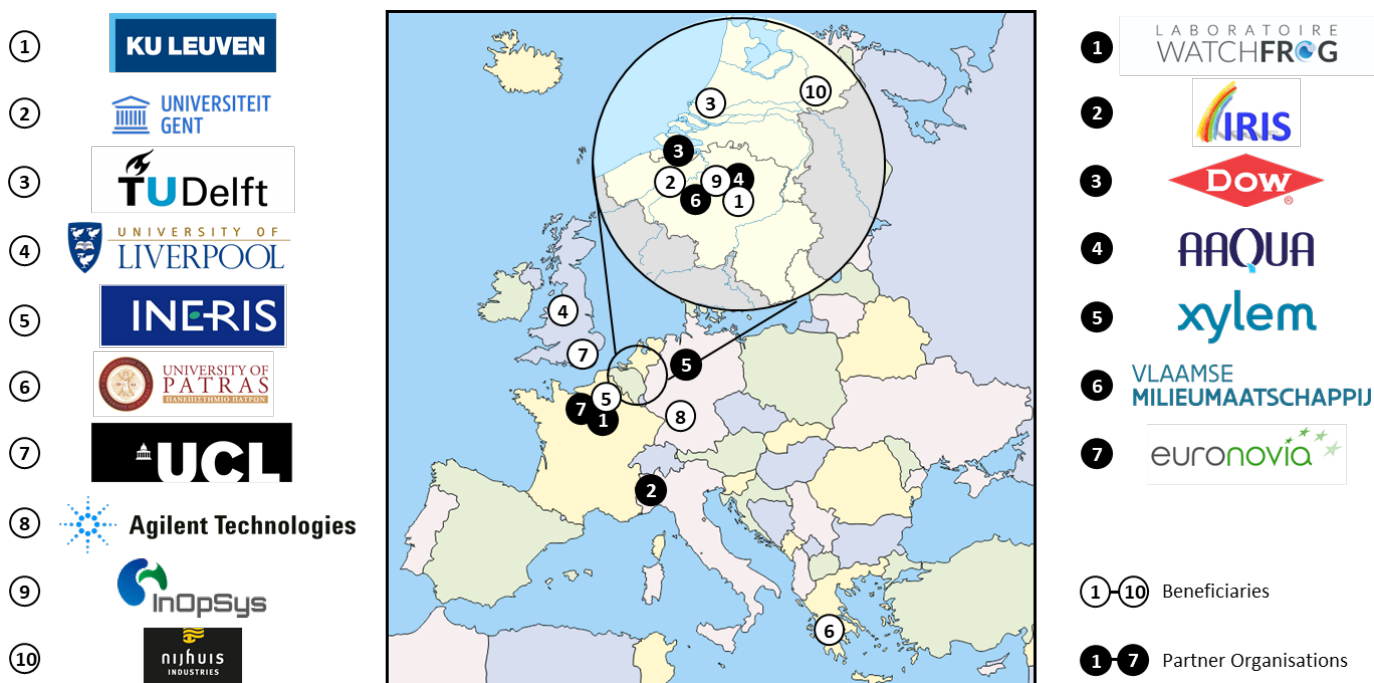 1
KU LEUVEN
2
UNIVERSITEIT
GENT
3
TUDelft
4
UNIVERSITY OF
LIVERPOOL
5
INERIS
6
UNIVERSITY OF
PATRAS
ΠΑΝΕΠΙΣΤΗΜΙΟ ΠΑΤΡΩΝ
7
UCL
8
Agilent Technologies
9
InOpSys
10
nijhuis
INDUSTRIES
3
10
3
2
9
4
6
1
4
7
5
5
7
1
8
2
6
1
LABORATOIRE
WATCHFROG
2
IRIS
3
Dow
®
4
AAQUA
5
xylem
6
VLAAMSE
MILIEUMAATSCHAPPIJ
7
euronovia
1-10 Beneficiaries
1-7 Partner Organisations